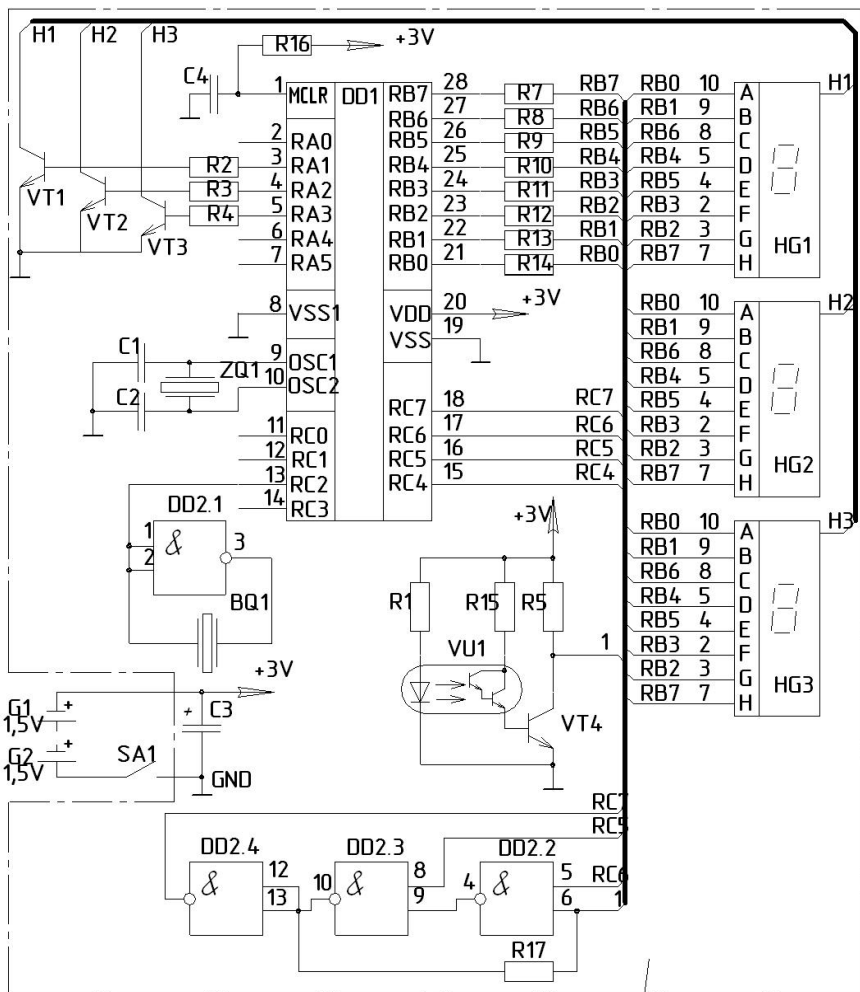 H1 H2 H3 R16 +3V
C4
1 MCLR DD1 RB7 28 R7 RB7 RB0 10 A H1
RB6 27 R8 RB6 RB1 9 B
2 RA0 RB5 26 R9 RB5 RB6 8 C
R2 3 RA1 RB4 25 R10 RB4 RB4 5 D
VT1 R3 4 RA2 RB3 24 R11 RB3 RB5 4 E
VT2 R4 5 RA3 RB2 23 R12 RB2 RB3 2 F
VT3 6 RA4 RB1 22 R13 RB1 RB2 3 G
7 RA5 RB0 21 R14 RB0 RB7 7 H HG1
8 VSS1 VDD 20 +3V
VSS 19
RB0 10 A H2
RB1 9 B
RB6 8 C
RB4 5 D
RB5 4 E
RB3 2 F
RB2 3 G
RB7 7 H HG2
C1 ZQ1 9 OSC1
C2 10 OSC2
RC7 18 RC7
11 RC0 RC6 17 RC6
12 RC1 RC5 16 RC5
13 RC2 RC4 15 RC4
14 RC3
DD2.1
1 & 3
2
BQ1
+3V
R1 R15 R5
VU1 1
VT4
RB0 10 A H3
RB1 9 B
RB6 8 C
RB4 5 D
RB5 4 E
RB3 2 F
RB2 3 G
RB7 7 H HG3
+3V
G1 +
1,5V
+ C3
G2 +
1,5V
SA1
GND
RC7
RC5
DD2.4 DD2.3 DD2.2
& 12 & 8 & 5 RC6
13 10 9 4 6 1
R17